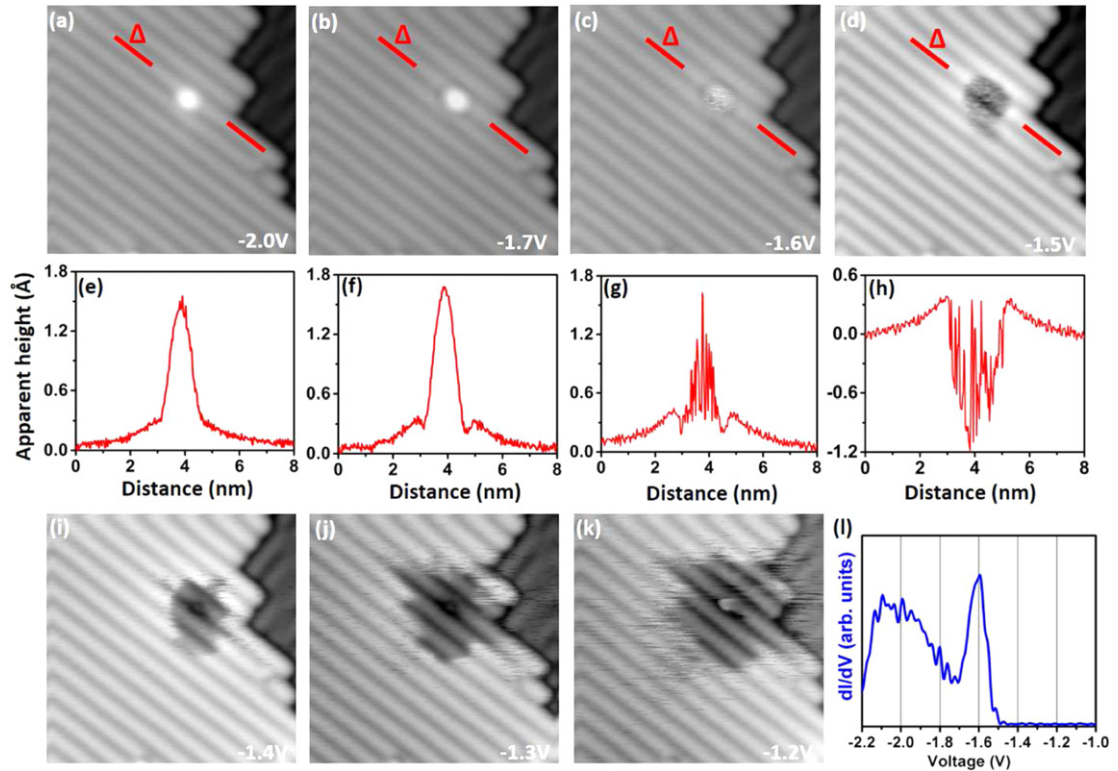 (a) Δ -2.0V
(b) Δ -1.7V
(c) Δ -1.6V
(d) Δ -1.5V
Apparent height (Å)
(e)
1.8
1.2
0.6
0.0
0 2 4 6 8
Distance (nm)
(f)
1.8
1.2
0.6
0.0
0 2 4 6 8
Distance (nm)
(g)
1.8
1.2
0.6
0.0
0 2 4 6 8
Distance (nm)
(h)
0.6
0.0
-0.6
-1.2
0 2 4 6 8
Distance (nm)
(i) -1.4V
(j) -1.3V
(k) -1.2V
(l)
dI/dV (arb. units)
-2.2 -2.0 -1.8 -1.6 -1.4 -1.2 -1.0
Voltage (V)